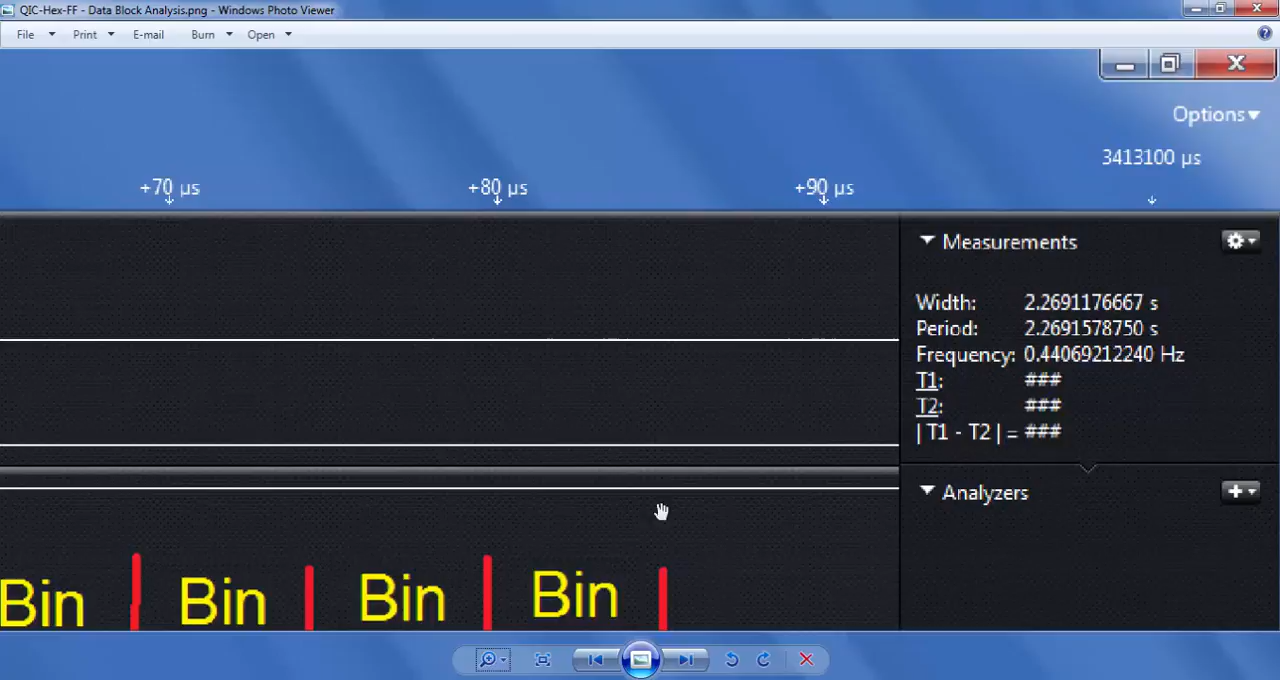 QIC-Hex-FF - Data Block Analysis.png - Windows Photo Viewer
File Print E-mail Burn Open
Options
3413100 µs
+70 µs +80 µs +90 µs
Measurements
Width: 2.2691176667 s
Period: 2.2691578750 s
Frequency: 0.44069212240 Hz
T1: ###
T2: ###
| T1 - T2 | = ###
Analyzers
Bin Bin Bin Bin